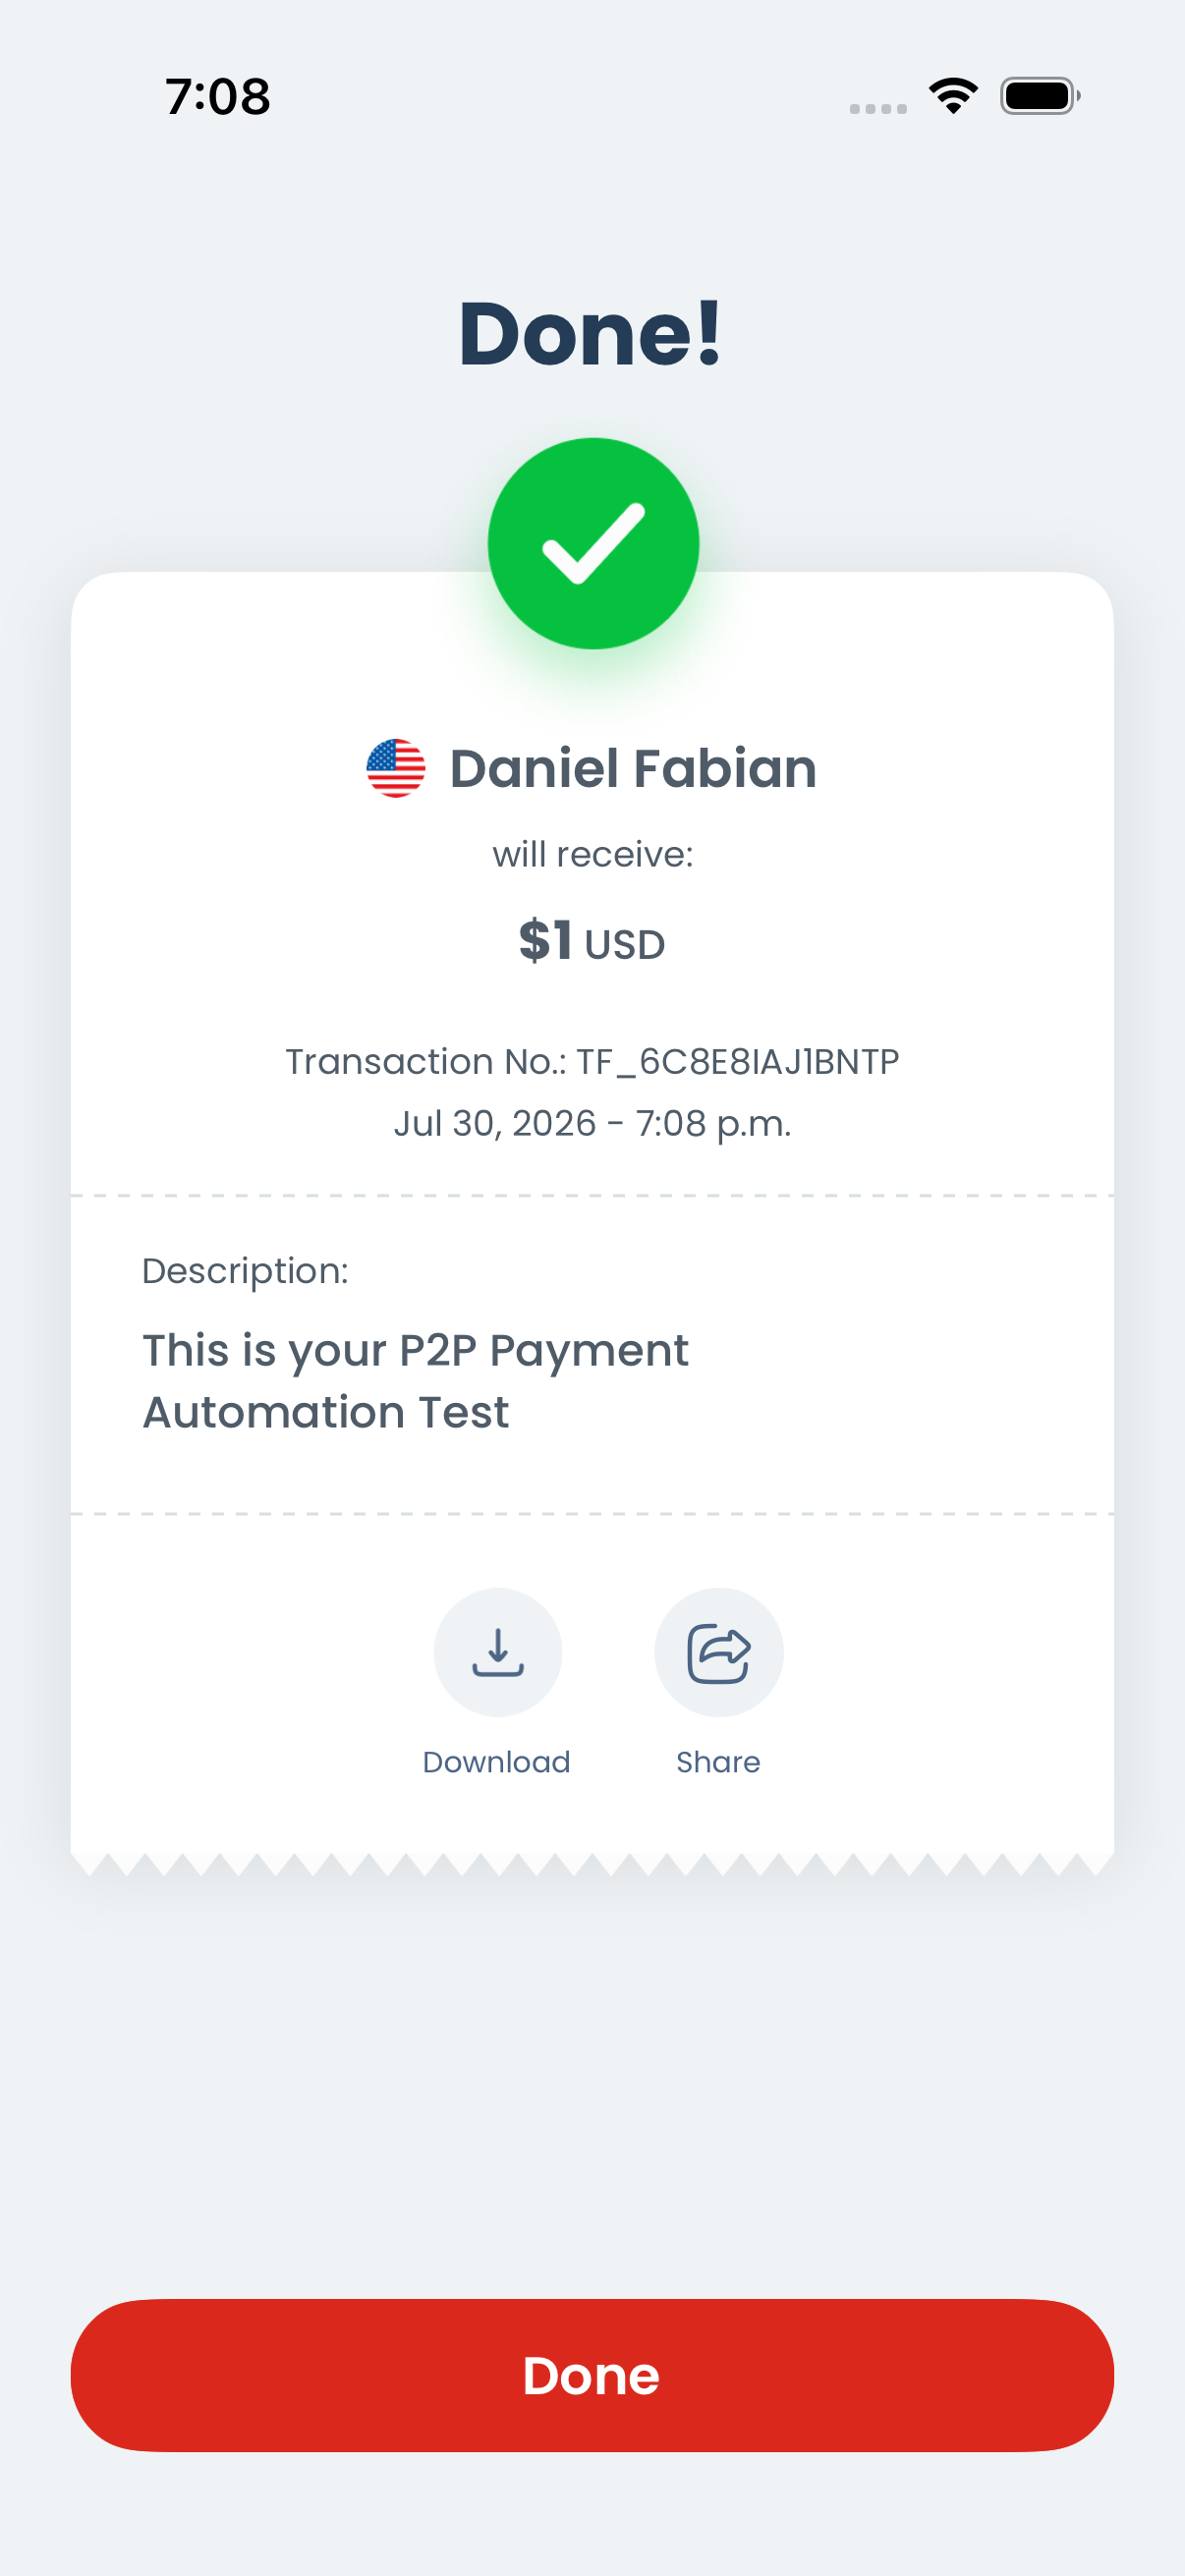 7:08
Done!
Daniel Fabian
will receive:
$1 USD
Transaction No.: TF_6C8E8IAJ1BNTP
Jul 30, 2026 - 7:08 p.m.
Description:
This is your P2P Payment
Automation Test
Download Share
Done